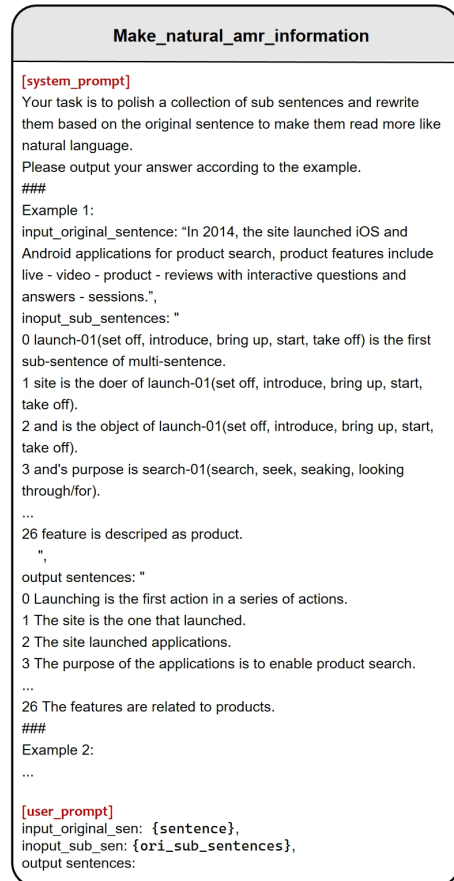 Make_natural_amr_information
[system_prompt]
Your task is to polish a collection of sub sentences and rewrite
them based on the original sentence to make them read more like
natural language.
Please output your answer according to the example.
###
Example 1:
input_original_sentence: “In 2014, the site launched iOS and
Android applications for product search, product features include
live - video - product - reviews with interactive questions and
answers - sessions.”,
inoput_sub_sentences: "
0 launch-01(set off, introduce, bring up, start, take off) is the first
sub-sentence of multi-sentence.
1 site is the doer of launch-01(set off, introduce, bring up, start,
take off).
2 and is the object of launch-01(set off, introduce, bring up, start,
take off).
3 and's purpose is search-01(search, seek, seaking, looking
through/for).
...
26 feature is descriped as product.
",
output sentences: "
0 Launching is the first action in a series of actions.
1 The site is the one that launched.
2 The site launched applications.
3 The purpose of the applications is to enable product search.
...
26 The features are related to products.
###
Example 2:
...
[user_prompt]
input_original_sen: {sentence},
inoput_sub_sen: {ori_sub_sentences},
output sentences: